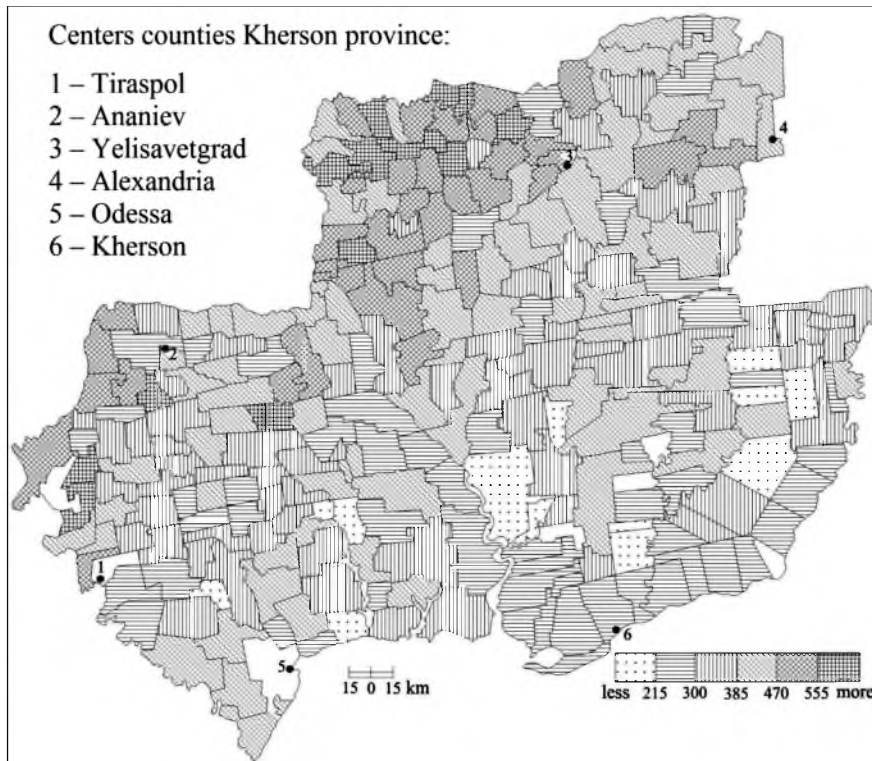 Centers counties Kherson province:
1 – Tiraspol
2 – Ananiev
3 – Yelisavetgrad
4 – Alexandria
5 – Odessa
6 – Kherson
4
3
2
1
6
5
15 0 15 km
less 215 300 385 470 555 more